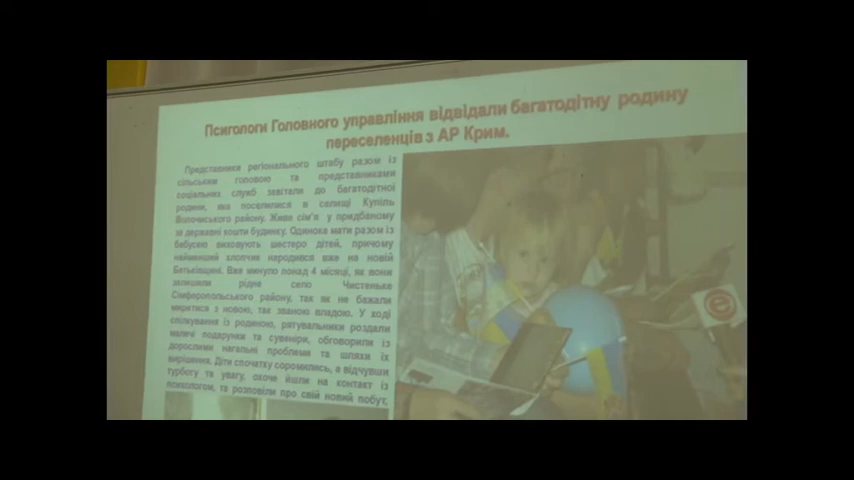 Психологи Головного управління відвідали багатодітну родину
переселенців з АР Крим.
Представники регіонального штабу разом із
сільським головою та представниками
соціальних служб завітали до багатодітної
родини, яка поселилися в селищі Купіль
Волочиського району. Живе сім'я у придбаному
за державні кошти будинку. Одинока мати разом із
бабусею виховують шестеро дітей, причому
найменший хлопчик народився вже на новій
Батьківщині. Вже минуло понад 4 місяці, як вони
залишили рідне село Чистеньке
Сімферопольського району, так як не бажали
миритися з новою, так званою владою. У ході
спілкування із родиною, рятувальники роздали
малечі подарунки та сувеніри, обговорили із
дорослими нагальні проблеми та шляхи їх
вирішення. Діти спочатку соромились, а відчувши
турботу та увагу, охоче йшли на контакт із
психологом, та розповіли про свій новий побут,